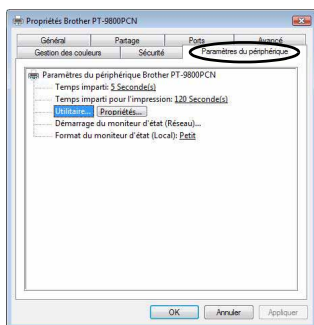 Propriétés Brother PT-9800PCN
Général Partage Ports Avancé
Gestion des couleurs Sécurité Paramètres du périphérique
Paramètres du périphérique Brother PT-9800PCN
Temps imparti: 5 Seconde(s)
Temps imparti pour l'impression: 120 Seconde(s)
Utilitaire... Propriétés...
Démarrage du moniteur d'état (Réseau)...
Format du moniteur d'état (Local): Petit
OK Annuler Appliquer